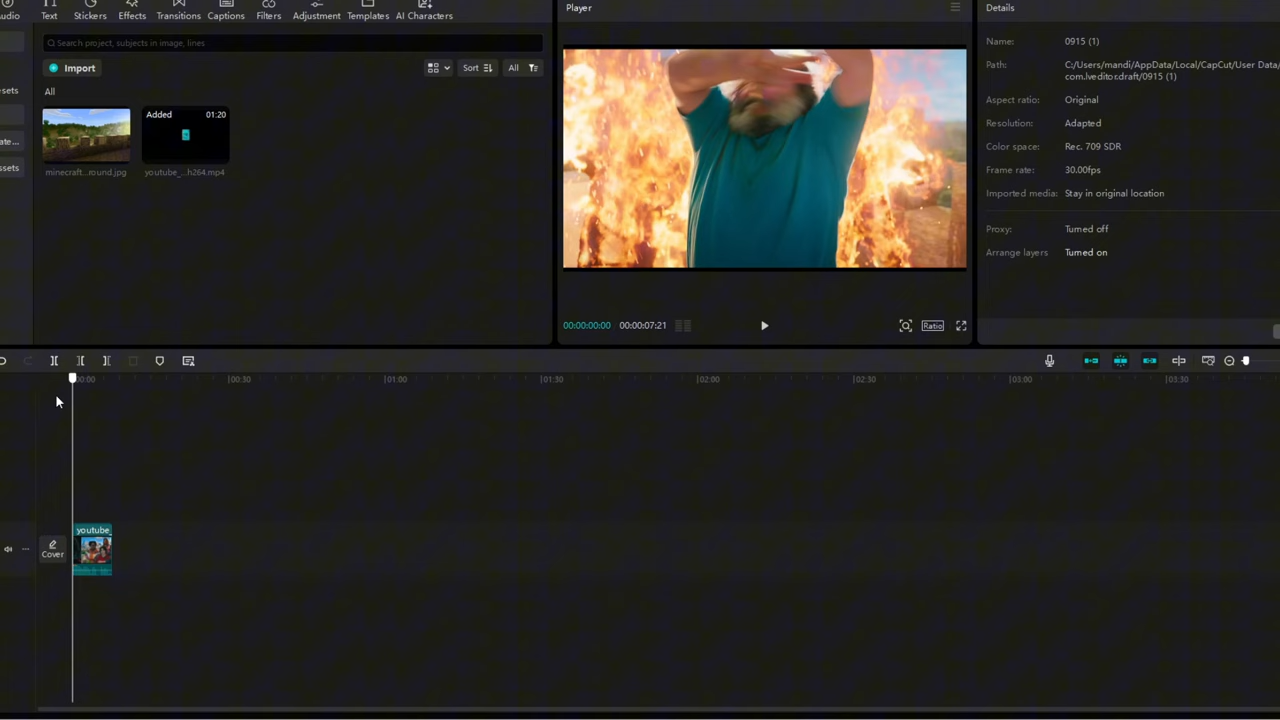 Text Stickers Effects Transitions Captions Filters Adjustment Templates AI Characters
Search project, subjects in image, lines
Import
Sort
All
All
Added 01:20
minecraft...round.jpg
youtube_...h264.mp4
Player
00:00:00:00 00:00:07:21
Ratio
Details
Name: 0915 (1)
Path: C:/Users/mandi/AppData/Local/CapCut/User Data/
com.lveditor.draft/0915 (1)
Aspect ratio: Original
Resolution: Adapted
Color space: Rec. 709 SDR
Frame rate: 30.00fps
Imported media: Stay in original location
Proxy: Turned off
Arrange layers Turned on
00:00 00:30 01:00 01:30 02:00 02:30 03:00 03:30
youtube_
Cover